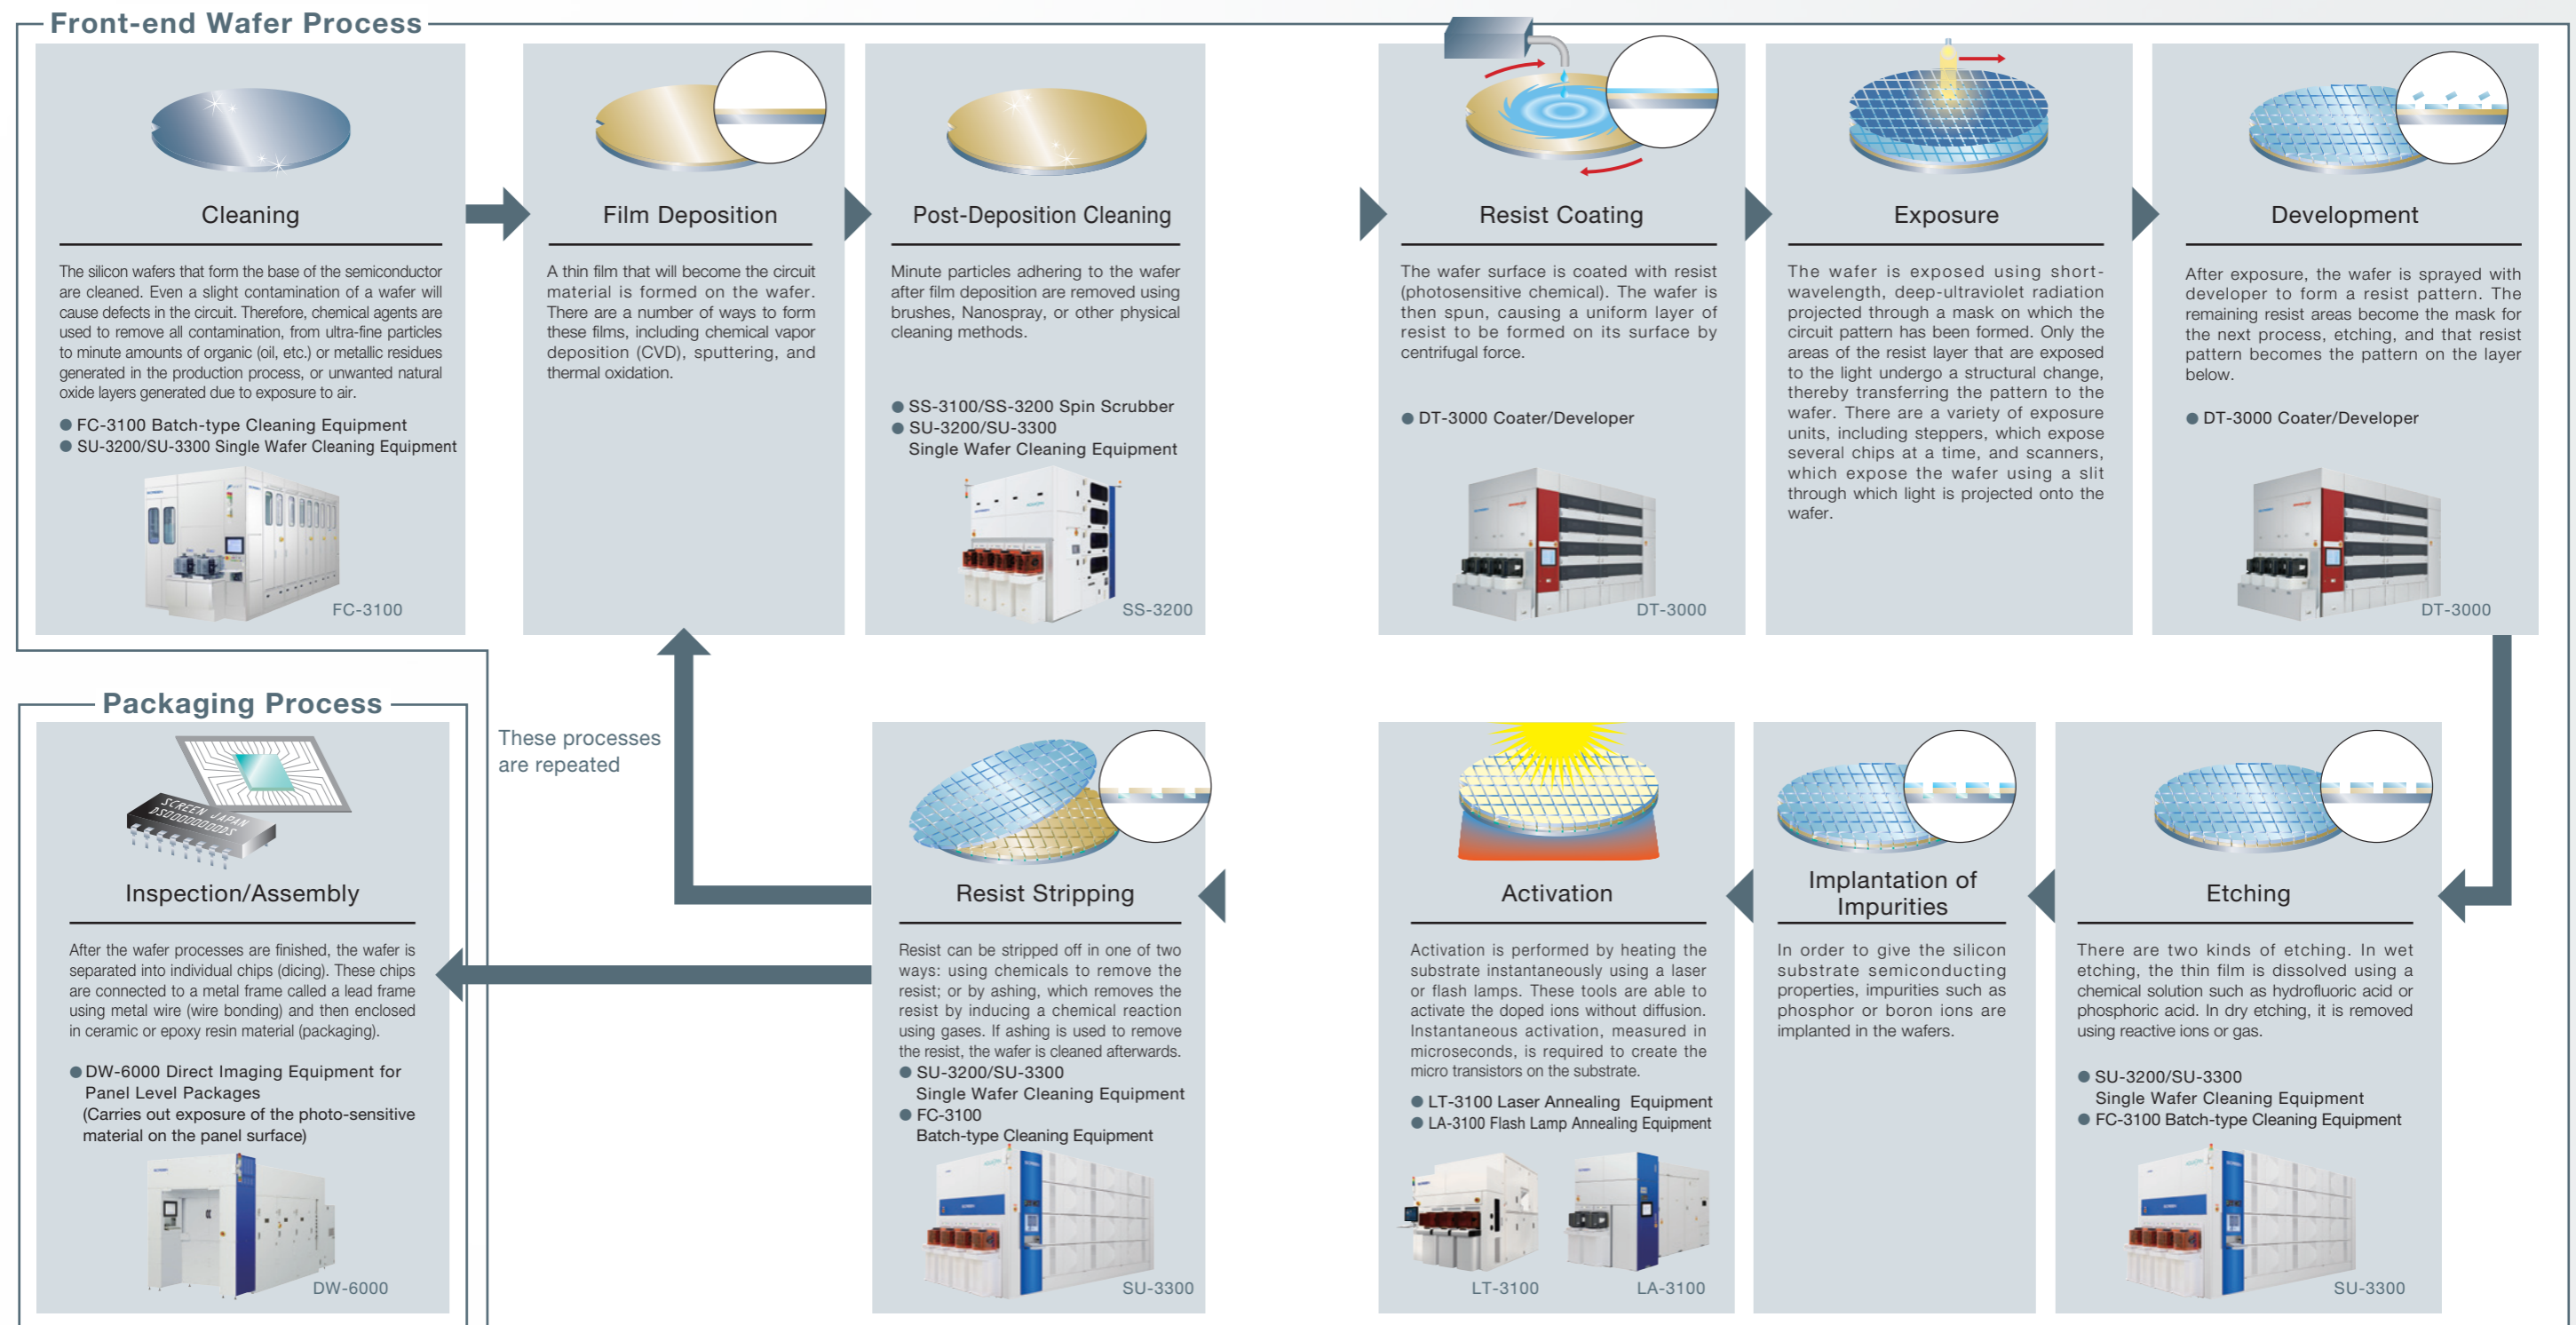 Front-end Wafer Process
Cleaning
The silicon wafers that form the base of the semiconductor
are cleaned. Even a slight contamination of a wafer will
cause defects in the circuit. Therefore, chemical agents are
used to remove all contamination, from ultra-fine particles
to minute amounts of organic (oil, etc.) or metallic residues
generated in the production process, or unwanted natural
oxide layers generated due to exposure to air.
● FC-3100 Batch-type Cleaning Equipment
● SU-3200/SU-3300 Single Wafer Cleaning Equipment
FC-3100
Film Deposition
A thin film that will become the circuit
material is formed on the wafer.
There are a number of ways to form
these films, including chemical vapor
deposition (CVD), sputtering, and
thermal oxidation.
Post-Deposition Cleaning
Minute particles adhering to the wafer
after film deposition are removed using
brushes, Nanospray, or other physical
cleaning methods.
● SS-3100/SS-3200 Spin Scrubber
● SU-3200/SU-3300
Single Wafer Cleaning Equipment
SS-3200
Resist Coating
The wafer surface is coated with resist
(photosensitive chemical). The wafer is
then spun, causing a uniform layer of
resist to be formed on its surface by
centrifugal force.
● DT-3000 Coater/Developer
DT-3000
Exposure
The wafer is exposed using short-
wavelength, deep-ultraviolet radiation
projected through a mask on which the
circuit pattern has been formed. Only the
areas of the resist layer that are exposed
to the light undergo a structural change,
thereby transferring the pattern to the
wafer. There are a variety of exposure
units, including steppers, which expose
several chips at a time, and scanners,
which expose the wafer using a slit
through which light is projected onto the
wafer.
Development
After exposure, the wafer is sprayed with
developer to form a resist pattern. The
remaining resist areas become the mask for
the next process, etching, and that resist
pattern becomes the pattern on the layer
below.
● DT-3000 Coater/Developer
DT-3000
Packaging Process
SCREEN JAPAN
Inspection/Assembly
After the wafer processes are finished, the wafer is
separated into individual chips (dicing). These chips
are connected to a metal frame called a lead frame
using metal wire (wire bonding) and then enclosed
in ceramic or epoxy resin material (packaging).
● DW-6000 Direct Imaging Equipment for
Panel Level Packages
(Carries out exposure of the photo-sensitive
material on the panel surface)
DW-6000
These processes
are repeated
Resist Stripping
Resist can be stripped off in one of two
ways: using chemicals to remove the
resist; or by ashing, which removes the
resist by inducing a chemical reaction
using gases. If ashing is used to remove
the resist, the wafer is cleaned afterwards.
● SU-3200/SU-3300
Single Wafer Cleaning Equipment
● FC-3100
Batch-type Cleaning Equipment
SU-3300
Activation
Activation is performed by heating the
substrate instantaneously using a laser
or flash lamps. These tools are able to
activate the doped ions without diffusion.
Instantaneous activation, measured in
microseconds, is required to create the
micro transistors on the substrate.
● LT-3100 Laser Annealing Equipment
● LA-3100 Flash Lamp Annealing Equipment
LT-3100
LA-3100
Implantation of
Impurities
In order to give the silicon
substrate semiconducting
properties, impurities such as
phosphor or boron ions are
implanted in the wafers.
Etching
There are two kinds of etching. In wet
etching, the thin film is dissolved using a
chemical solution such as hydrofluoric acid or
phosphoric acid. In dry etching, it is removed
using reactive ions or gas.
● SU-3200/SU-3300
Single Wafer Cleaning Equipment
● FC-3100 Batch-type Cleaning Equipment
SU-3300